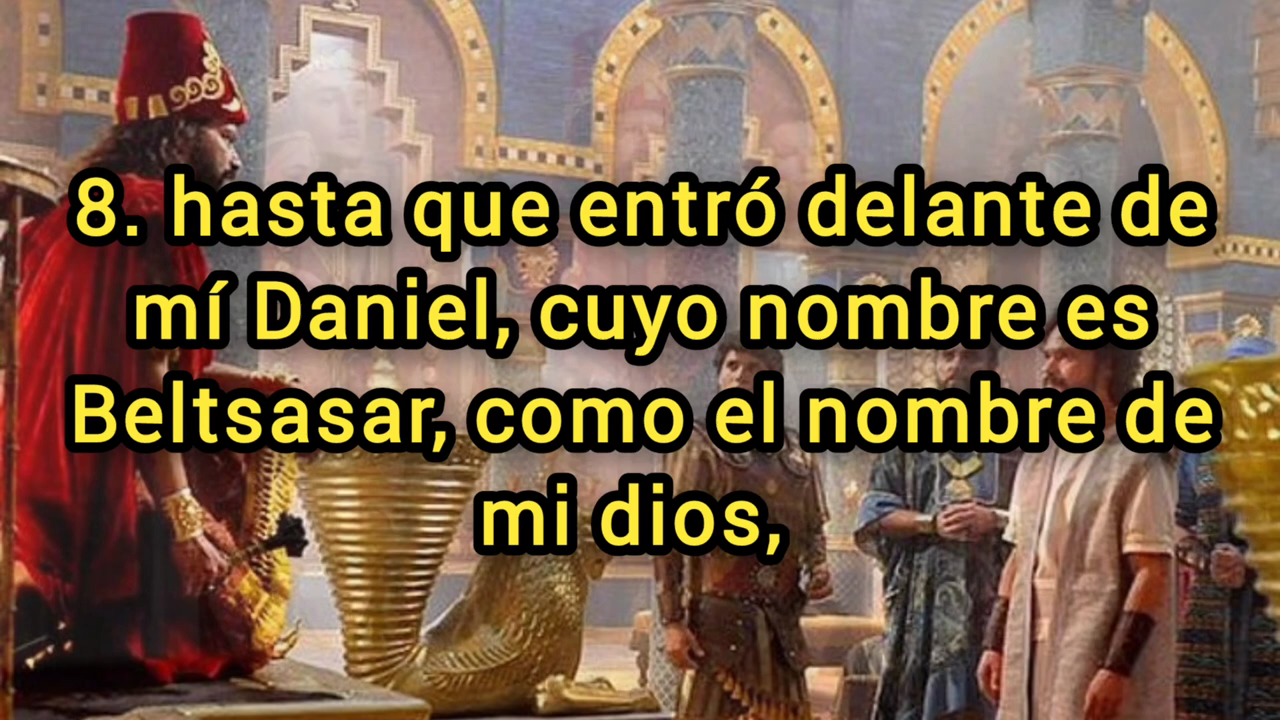 8. hasta que entró delante de
mí Daniel, cuyo nombre es
Beltsasar, como el nombre de
mi dios,